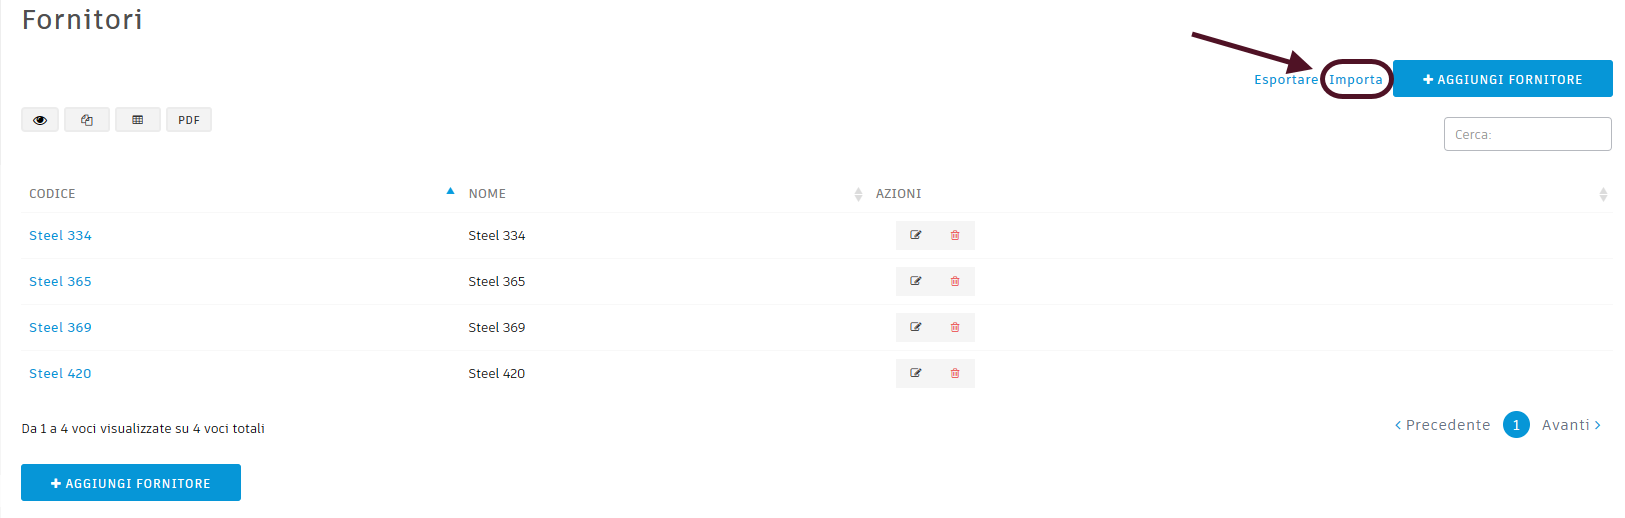 Fornitori
Esportare Importa AGGIUNGI FORNITORE
PDF
Cerca:
CODICE NOME AZIONI
Steel 334 Steel 334
Steel 365 Steel 365
Steel 369 Steel 369
Steel 420 Steel 420
Da 1 a 4 voci visualizzate su 4 voci totali
Precedente 1 Avanti
AGGIUNGI FORNITORE